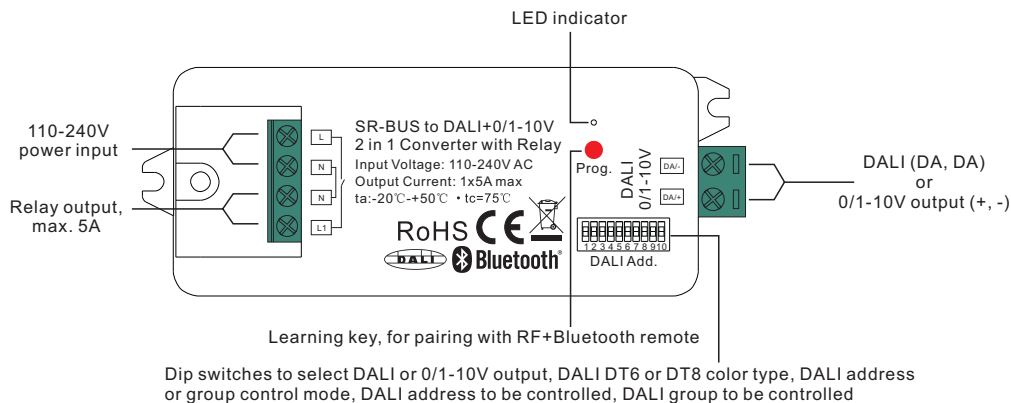 LED indicator
110-240V
power input
Relay output,
max. 5A
L
N
N
L1
SR-BUS to DALI+0/1-10V
2 in 1 Converter with Relay
Input Voltage: 110-240V AC
Output Current: 1x5A max
ta:-20℃-+50℃ • tc=75℃
RoHS CE
DALI Bluetooth®
Prog.
DALI
0/1-10V
DA/-
DA/+
1 2 3 4 5 6 7 8 9 10
DALI Add.
DALI (DA, DA)
or
0/1-10V output (+, -)
Learning key, for pairing with RF+Bluetooth remote
Dip switches to select DALI or 0/1-10V output, DALI DT6 or DT8 color type, DALI address
or group control mode, DALI address to be controlled, DALI group to be controlled